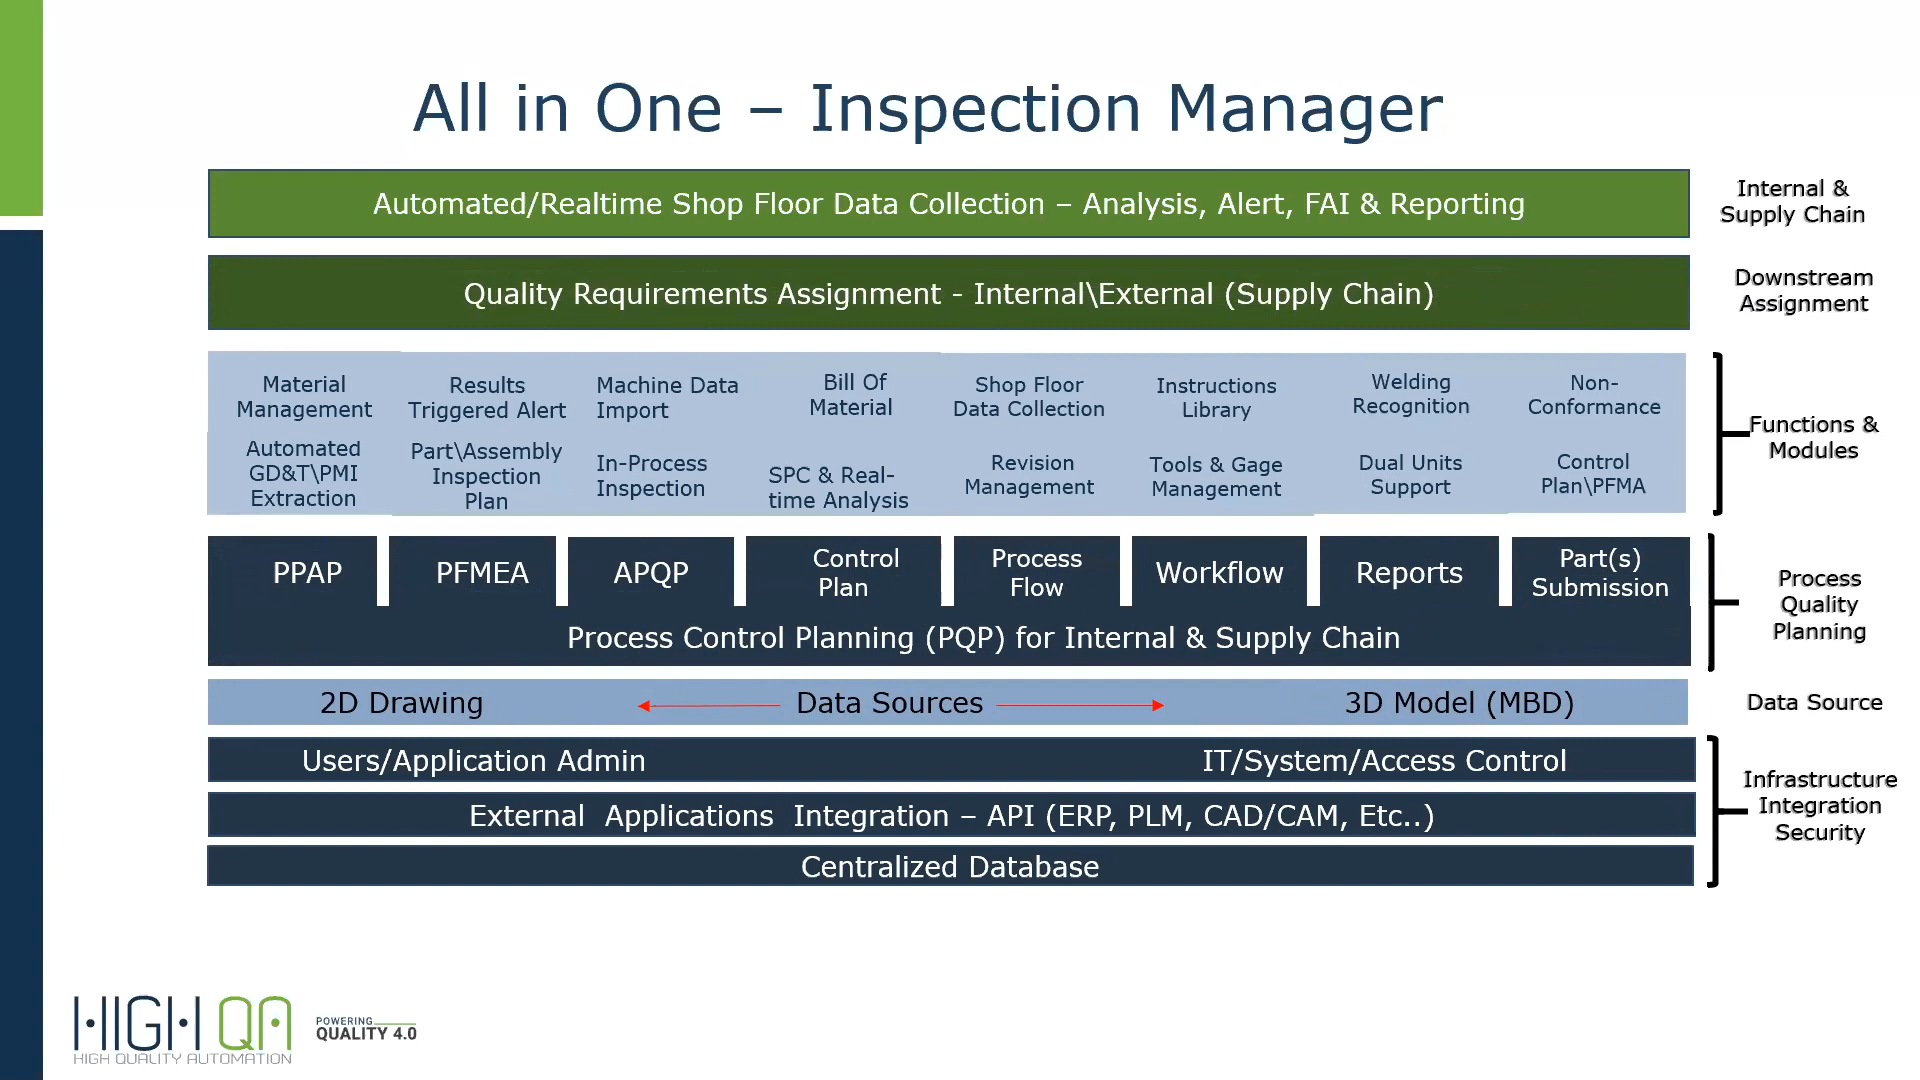 All in One – Inspection Manager
Automated/Realtime Shop Floor Data Collection – Analysis, Alert, FAI & Reporting
Internal &
Supply Chain
Quality Requirements Assignment - Internal\External (Supply Chain)
Downstream
Assignment
Material
Management
Results
Triggered Alert
Machine Data
Import
Bill Of
Material
Shop Floor
Data Collection
Instructions
Library
Welding
Recognition
Non-
Conformance
Automated
GD&T\PMI
Extraction
Part\Assembly
Inspection
Plan
In-Process
Inspection
SPC & Real-
time Analysis
Revision
Management
Tools & Gage
Management
Dual Units
Support
Control
Plan\PFMA
Functions &
Modules
PPAP
PFMEA
APQP
Control
Plan
Process
Flow
Workflow
Reports
Part(s)
Submission
Process Control Planning (PQP) for Internal & Supply Chain
Process
Quality
Planning
2D Drawing
Data Sources
3D Model (MBD)
Data Source
Users/Application Admin
IT/System/Access Control
External Applications Integration – API (ERP, PLM, CAD/CAM, Etc..)
Centralized Database
Infrastructure
Integration
Security
HIGH QA
HIGH QUALITY AUTOMATION
POWERING
QUALITY 4.0